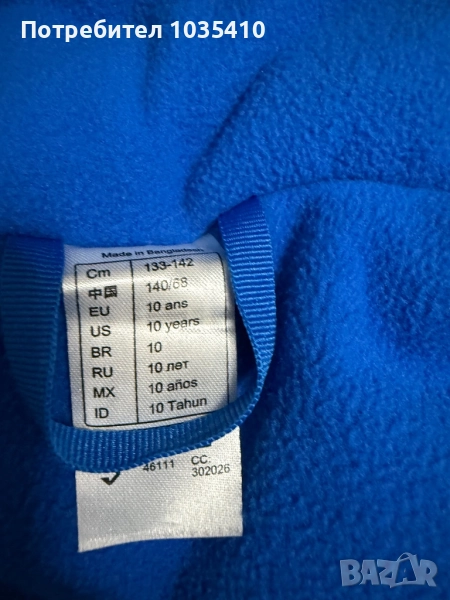 Потребител 1035410
Made in Bangladesh
Cm 133-142
中国 140/68
EU 10 ans
US 10 years
BR 10
RU 10 лет
MX 10 años
ID 10 Tahun
46111 CC: 302026
BAZAR